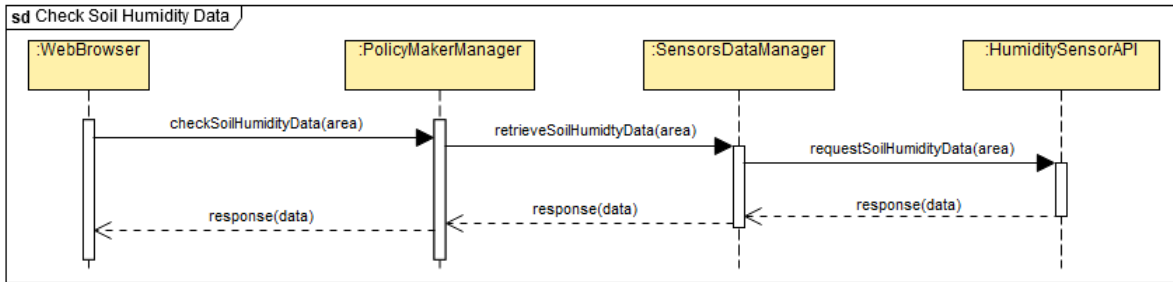 sd Check Soil Humidity Data
:WebBrowser
:PolicyMakerManager
:SensorsDataManager
:HumiditySensorAPI
checkSoilHumidityData(area)
retrieveSoilHumidtyData(area)
requestSoilHumidityData(area)
response(data)
response(data)
response(data)